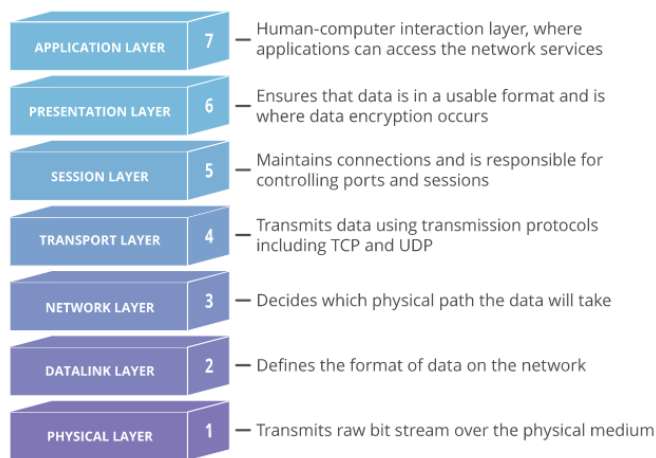 APPLICATION LAYER 7 Human-computer interaction layer, where
applications can access the network services
PRESENTATION LAYER 6 Ensures that data is in a usable format and is
where data encryption occurs
SESSION LAYER 5 Maintains connections and is responsible for
controlling ports and sessions
TRANSPORT LAYER 4 Transmits data using transmission protocols
including TCP and UDP
NETWORK LAYER 3 Decides which physical path the data will take
DATALINK LAYER 2 Defines the format of data on the network
PHYSICAL LAYER 1 Transmits raw bit stream over the physical medium